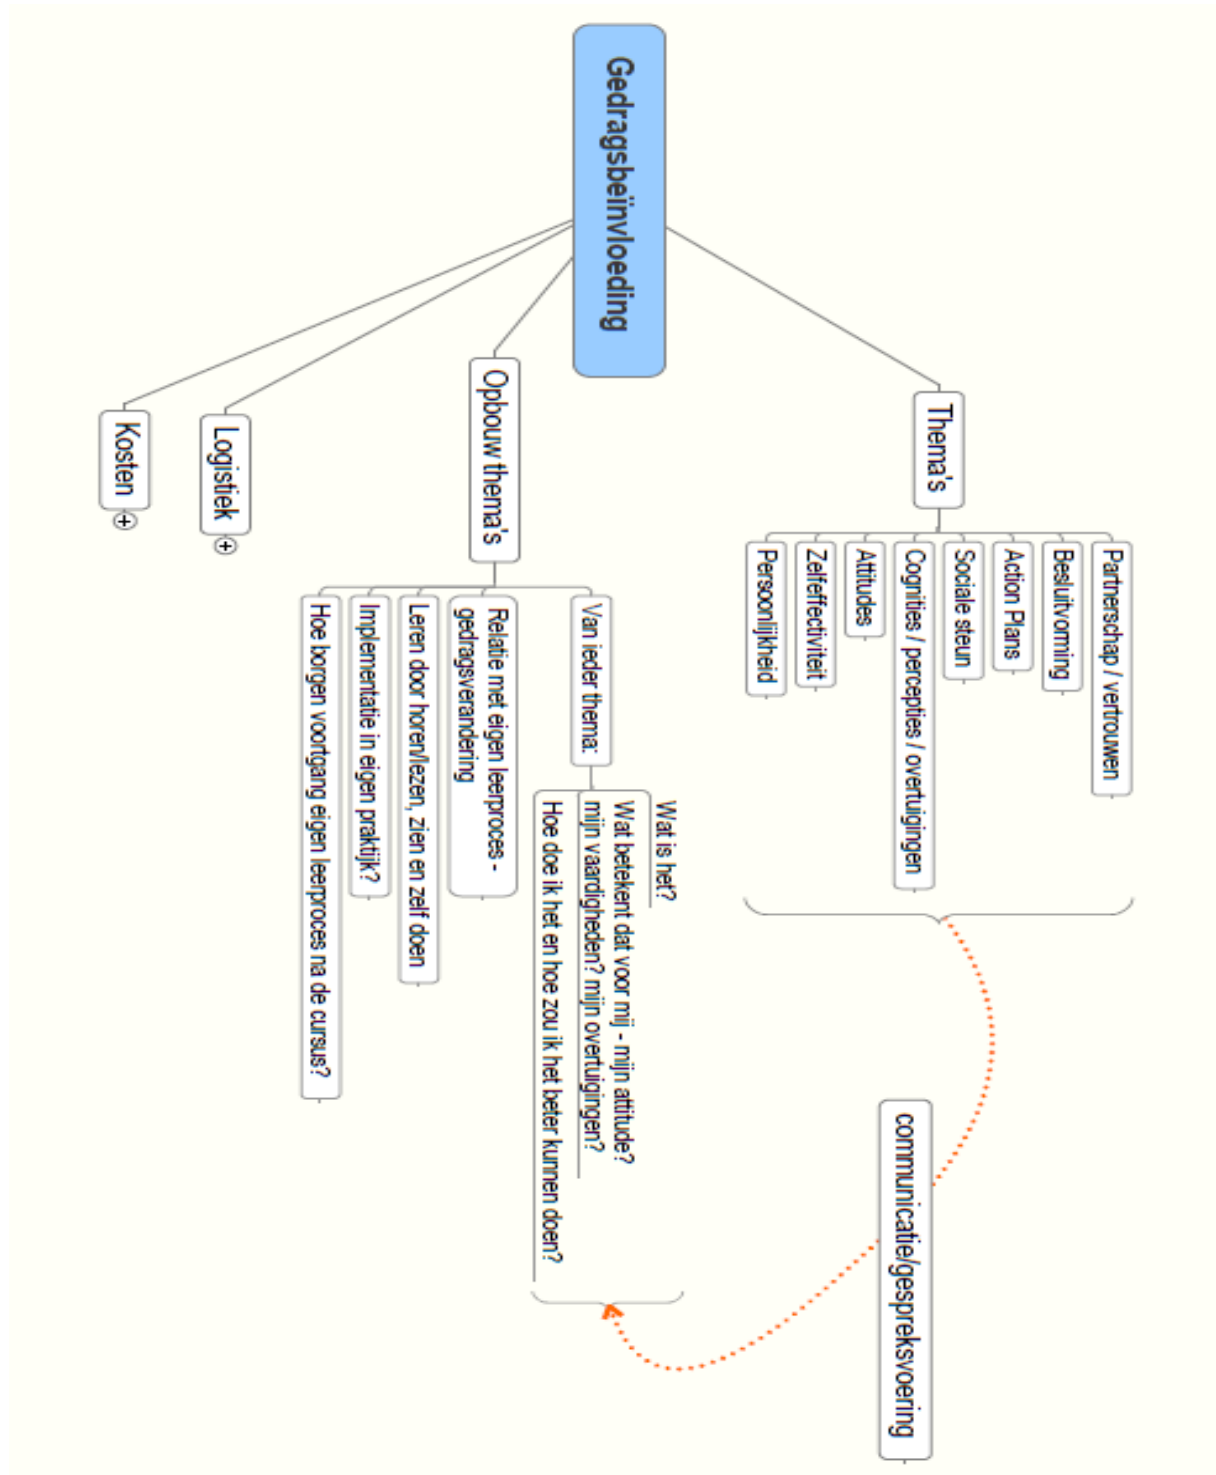 Gedragsbeïnvloeding
Thema's
Partnerschap / vertrouwen
Besluitvorming
Action Plans
Sociale steun
Cognities / percepties / overtuigingen
Attitudes
Zelfeffectiviteit
Persoonlijkheid
communicatie/gespreksvoering
Opbouw thema's
Van ieder thema:
Wat is het?
Wat betekent dat voor mij - mijn attitude?
mijn vaardigheden? mijn overtuigingen?
Hoe doe ik het en hoe zou ik het beter kunnen doen?
Relatie met eigen leerproces -
gedragsverandering
Leren door horen/lezen, zien en zelf doen
Implementatie in eigen praktijk?
Hoe borgen voortgang eigen leerproces na de cursus?
Logistiek
Kosten